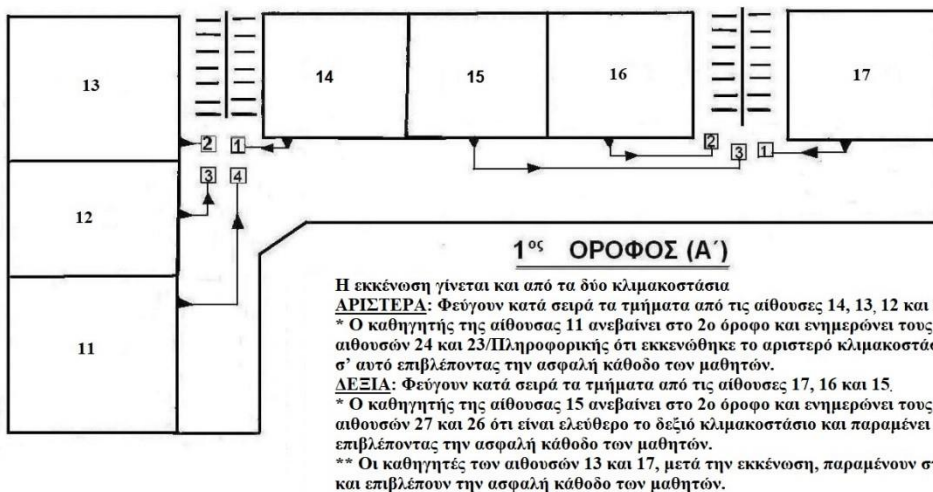 13
14
15
16
17
2
1
2
3
1
3
4
12
11
1ος ΟΡΟΦΟΣ (Α΄)
Η εκκένωση γίνεται και από τα δύο κλιμακοστάσια
ΑΡΙΣΤΕΡΑ: Φεύγουν κατά σειρά τα τμήματα από τις αίθουσες 14, 13, 12 και
* Ο καθηγητής της αίθουσας 11 ανεβαίνει στο 2ο όροφο και ενημερώνει τους
αιθουσών 24 και 23/Πληροφορικής ότι εκκενώθηκε το αριστερό κλιμακοστάσ
σ' αυτό επιβλέποντας την ασφαλή κάθοδο των μαθητών.
ΔΕΞΙΑ: Φεύγουν κατά σειρά τα τμήματα από τις αίθουσες 17, 16 και 15.
* Ο καθηγητής της αίθουσας 15 ανεβαίνει στο 2ο όροφο και ενημερώνει τους
αιθουσών 27 και 26 ότι είναι ελεύθερο το δεξιό κλιμακοστάσιο και παραμένει
επιβλέποντας την ασφαλή κάθοδο των μαθητών.
** Οι καθηγητές των αιθουσών 13 και 17, μετά την εκκένωση, παραμένουν στ
και επιβλέπουν την ασφαλή κάθοδο των μαθητών.